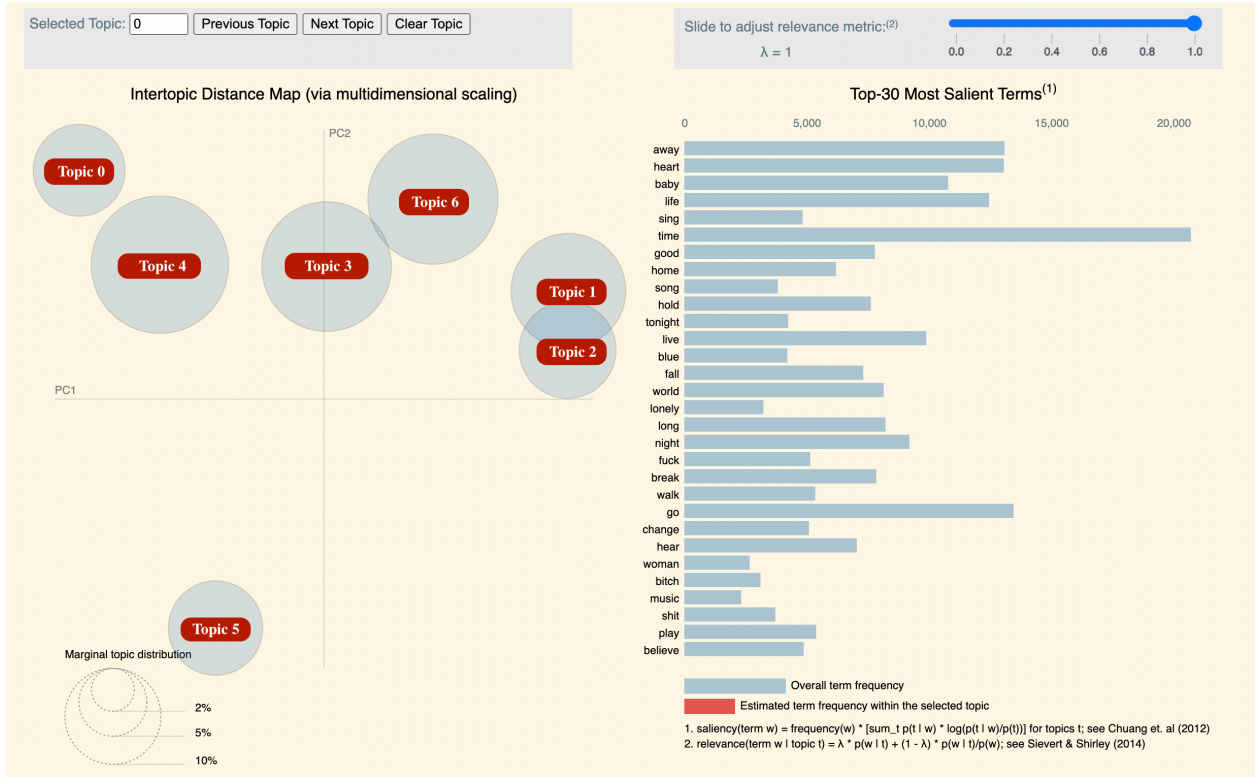 Selected Topic: 0 Previous Topic Next Topic Clear Topic
Slide to adjust relevance metric:(2)
λ = 1
0.0 0.2 0.4 0.6 0.8 1.0
Intertopic Distance Map (via multidimensional scaling)
PC2
PC1
Topic 0
Topic 6
Topic 4
Topic 3
Topic 1
Topic 2
Topic 5
Marginal topic distribution
2%
5%
10%
Top-30 Most Salient Terms(1)
0 5,000 10,000 15,000 20,000
away
heart
baby
life
sing
time
good
home
song
hold
tonight
live
blue
fall
world
lonely
long
night
fuck
break
walk
go
change
hear
woman
bitch
music
shit
play
believe
Overall term frequency
Estimated term frequency within the selected topic
1. saliency(term w) = frequency(w) * [sum_t p(t | w) * log(p(t | w)/p(t))] for topics t; see Chuang et. al (2012)
2. relevance(term w | topic t) = λ * p(w | t) + (1 - λ) * p(w | t)/p(w); see Sievert & Shirley (2014)